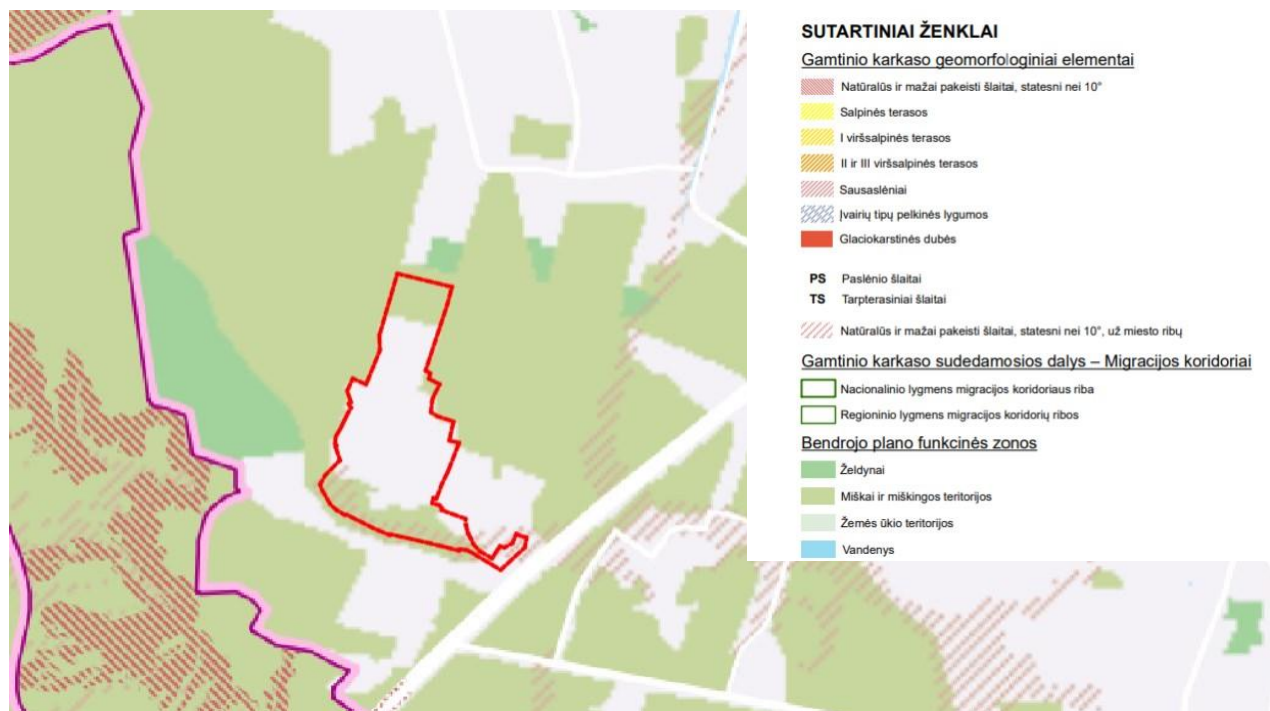 SUTARTINIAI ŽENKLAI
Gamtinio karkaso geomorfologiniai elementai
Natūralūs ir mažai pakeisti šlaitai, statesni nei 10°
Salpinės terasos
I viršsalpinės terasos
II ir III viršsalpinės terasos
Sausaslėniai
Įvairių tipų pelkinės lygumos
Glaciokarstinės dubės
PS Paslėnio šlaitai
TS Tarpterasiniai šlaitai
Natūralūs ir mažai pakeisti šlaitai, statesni nei 10°, už miesto ribų
Gamtinio karkaso sudedamosios dalys – Migracijos koridoriai
Nacionalinio lygmens migracijos koridoriaus riba
Regioninio lygmens migracijos koridorių ribos
Bendrojo plano funkcinės zonos
Želdynai
Miškai ir miškingos teritorijos
Žemės ūkio teritorijos
Vandenys